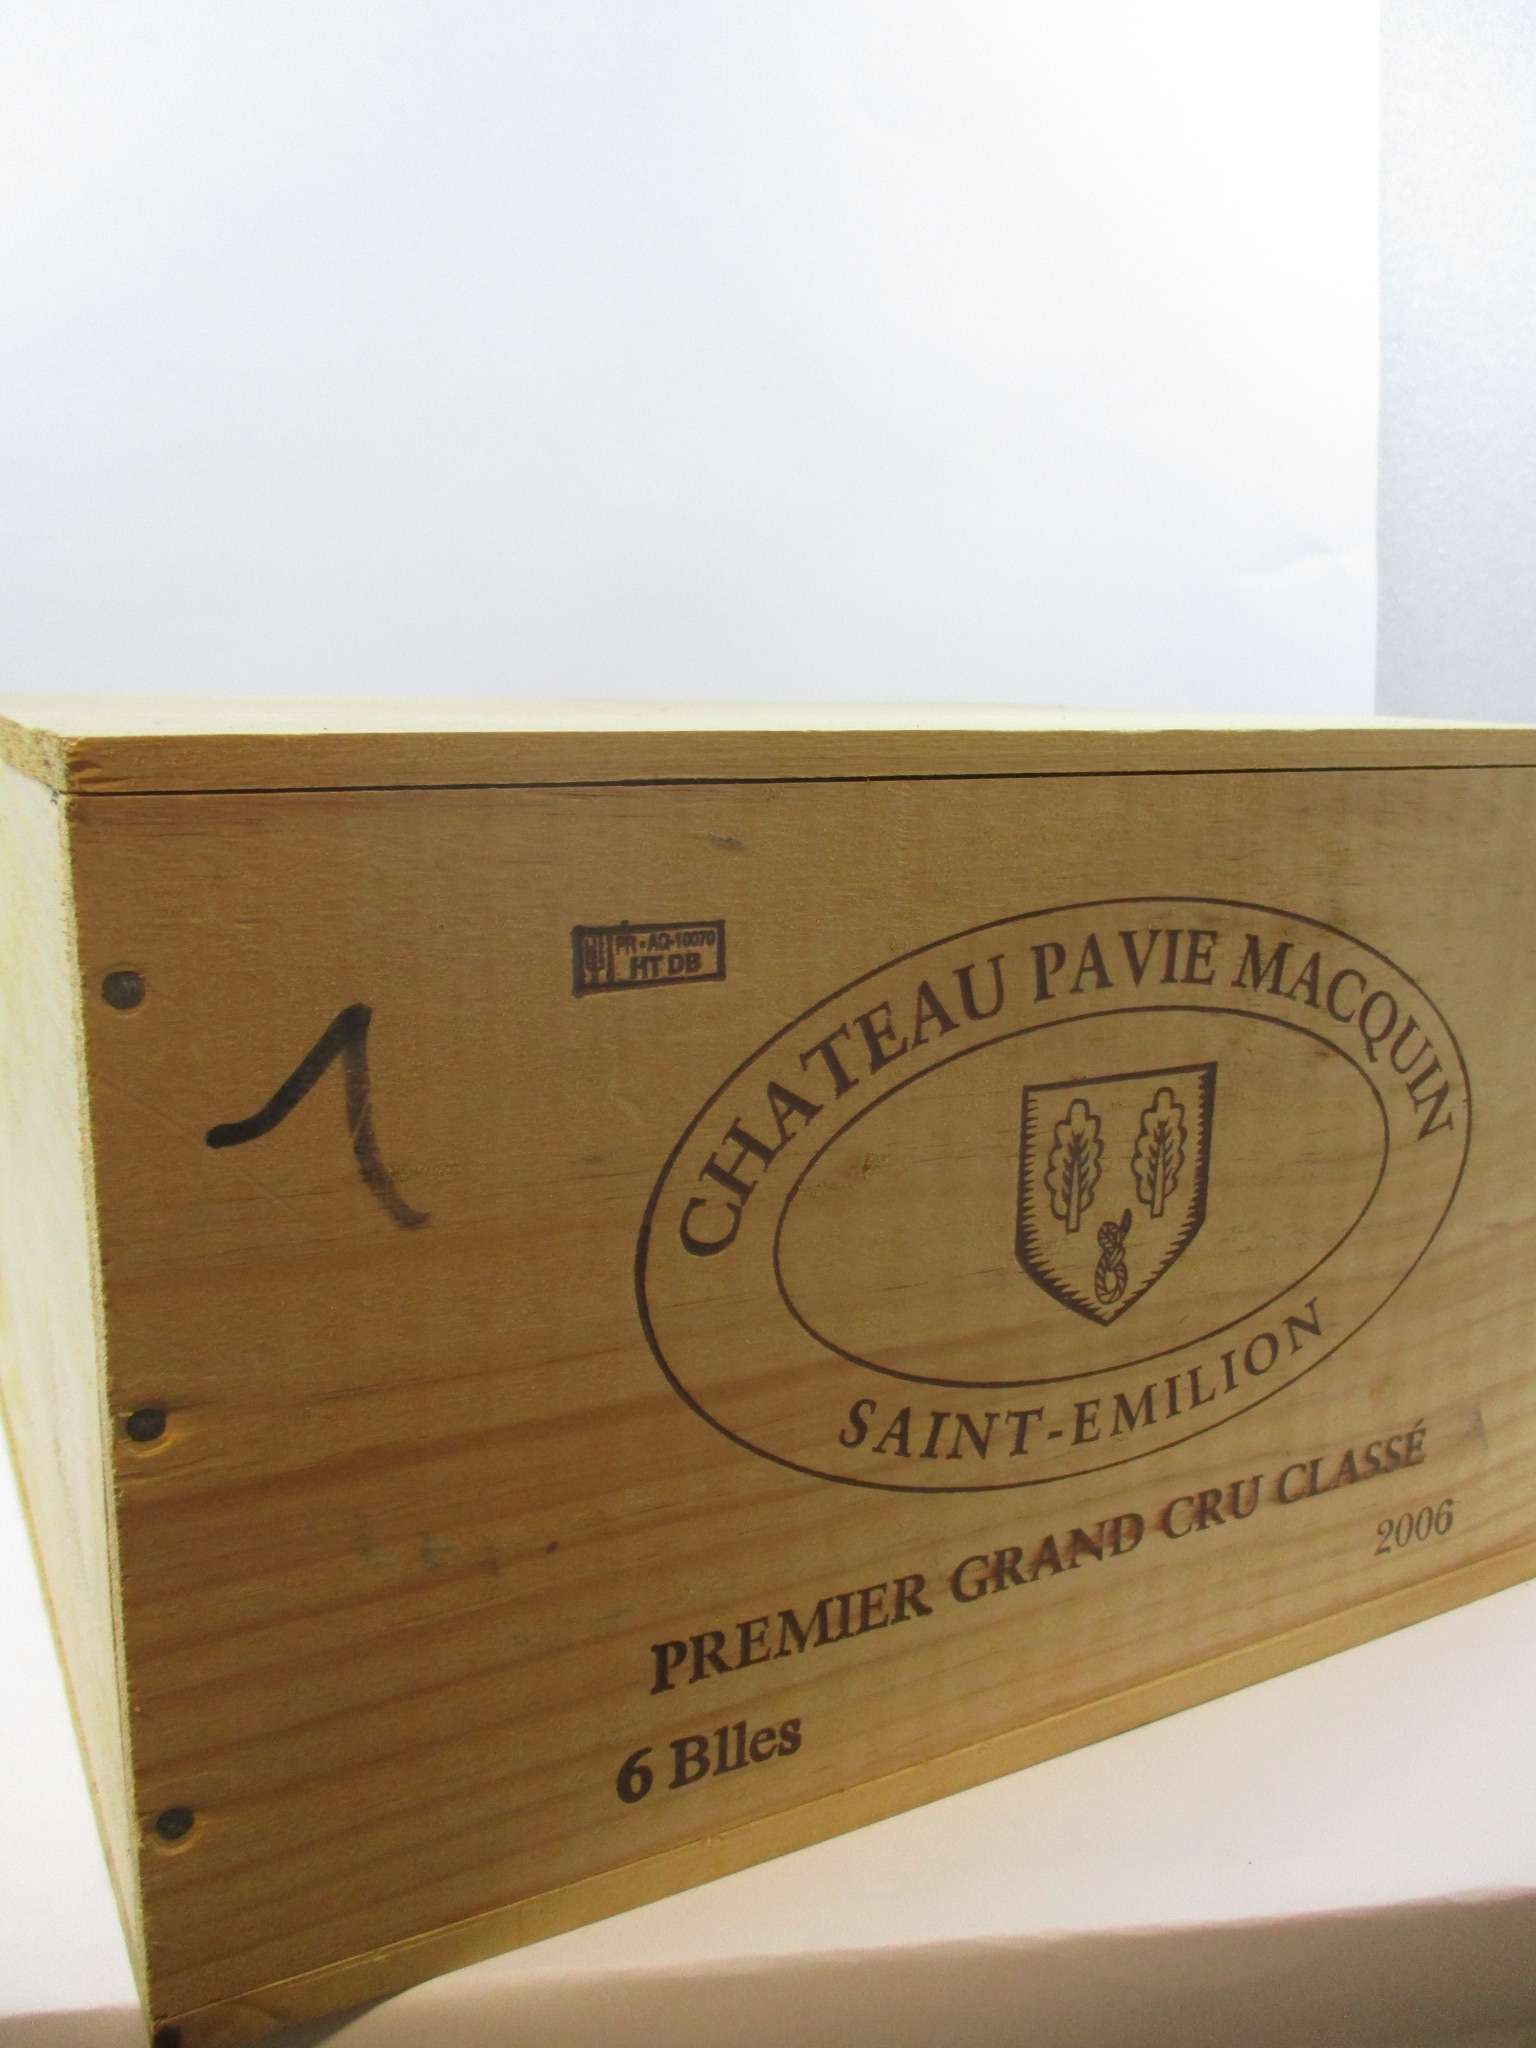 1
FR-AQ-10070
HT DB
CHATEAU PAVIE MACQUIN
SAINT-EMILION
PREMIER GRAND CRU CLASSÉ
2006
6 Blles